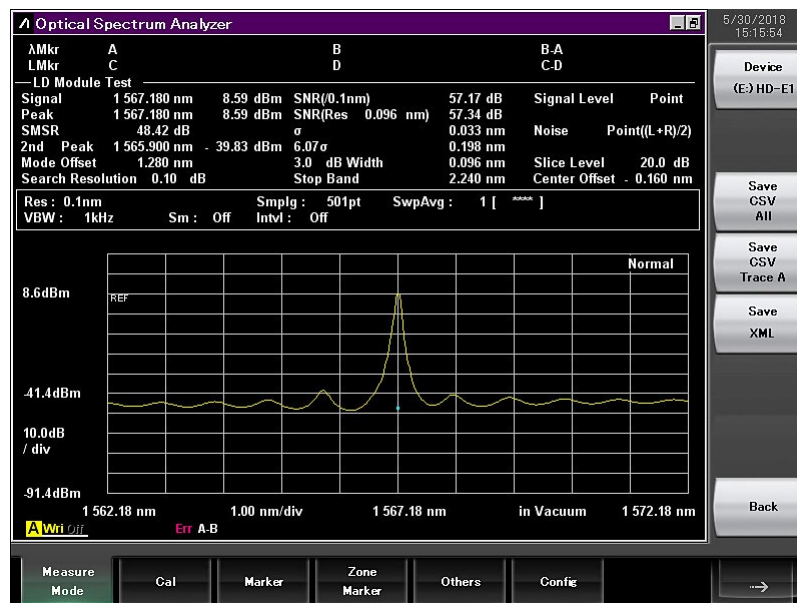 Optical Spectrum Analyzer
5/30/2018
15:15:54
λMkr A B B-A
LMkr C D C-D
LD Module Test
Signal 1 567.180 nm 8.59 dBm SNR(/0.1nm) 57.17 dB Signal Level Point
Peak 1 567.180 nm 8.59 dBm SNR(Res 0.096 nm) 57.34 dB
SMSR 48.42 dB σ 0.033 nm Noise Point((L+R)/2)
2nd Peak 1 565.900 nm - 39.83 dBm 6.07σ 0.198 nm
Mode Offset 1.280 nm 3.0 dB Width 0.096 nm Slice Level 20.0 dB
Search Resolution 0.10 dB Stop Band 2.240 nm Center Offset - 0.160 nm
Res : 0.1nm Smplg : 501pt SwpAvg : 1 [ **** ]
VBW : 1kHz Sm : Off Intvl : Off
Normal
8.6dBm
REF
-41.4dBm
10.0dB
/ div
-91.4dBm
1 562.18 nm 1.00 nm/div 1 567.18 nm in Vacuum 1 572.18 nm
A Wri Off Err A-B
Device
(E:) HD-E1
Save
CSV
All
Save
CSV
Trace A
Save
XML
Back
Measure
Mode
Cal
Marker
Zone
Marker
Others
Config